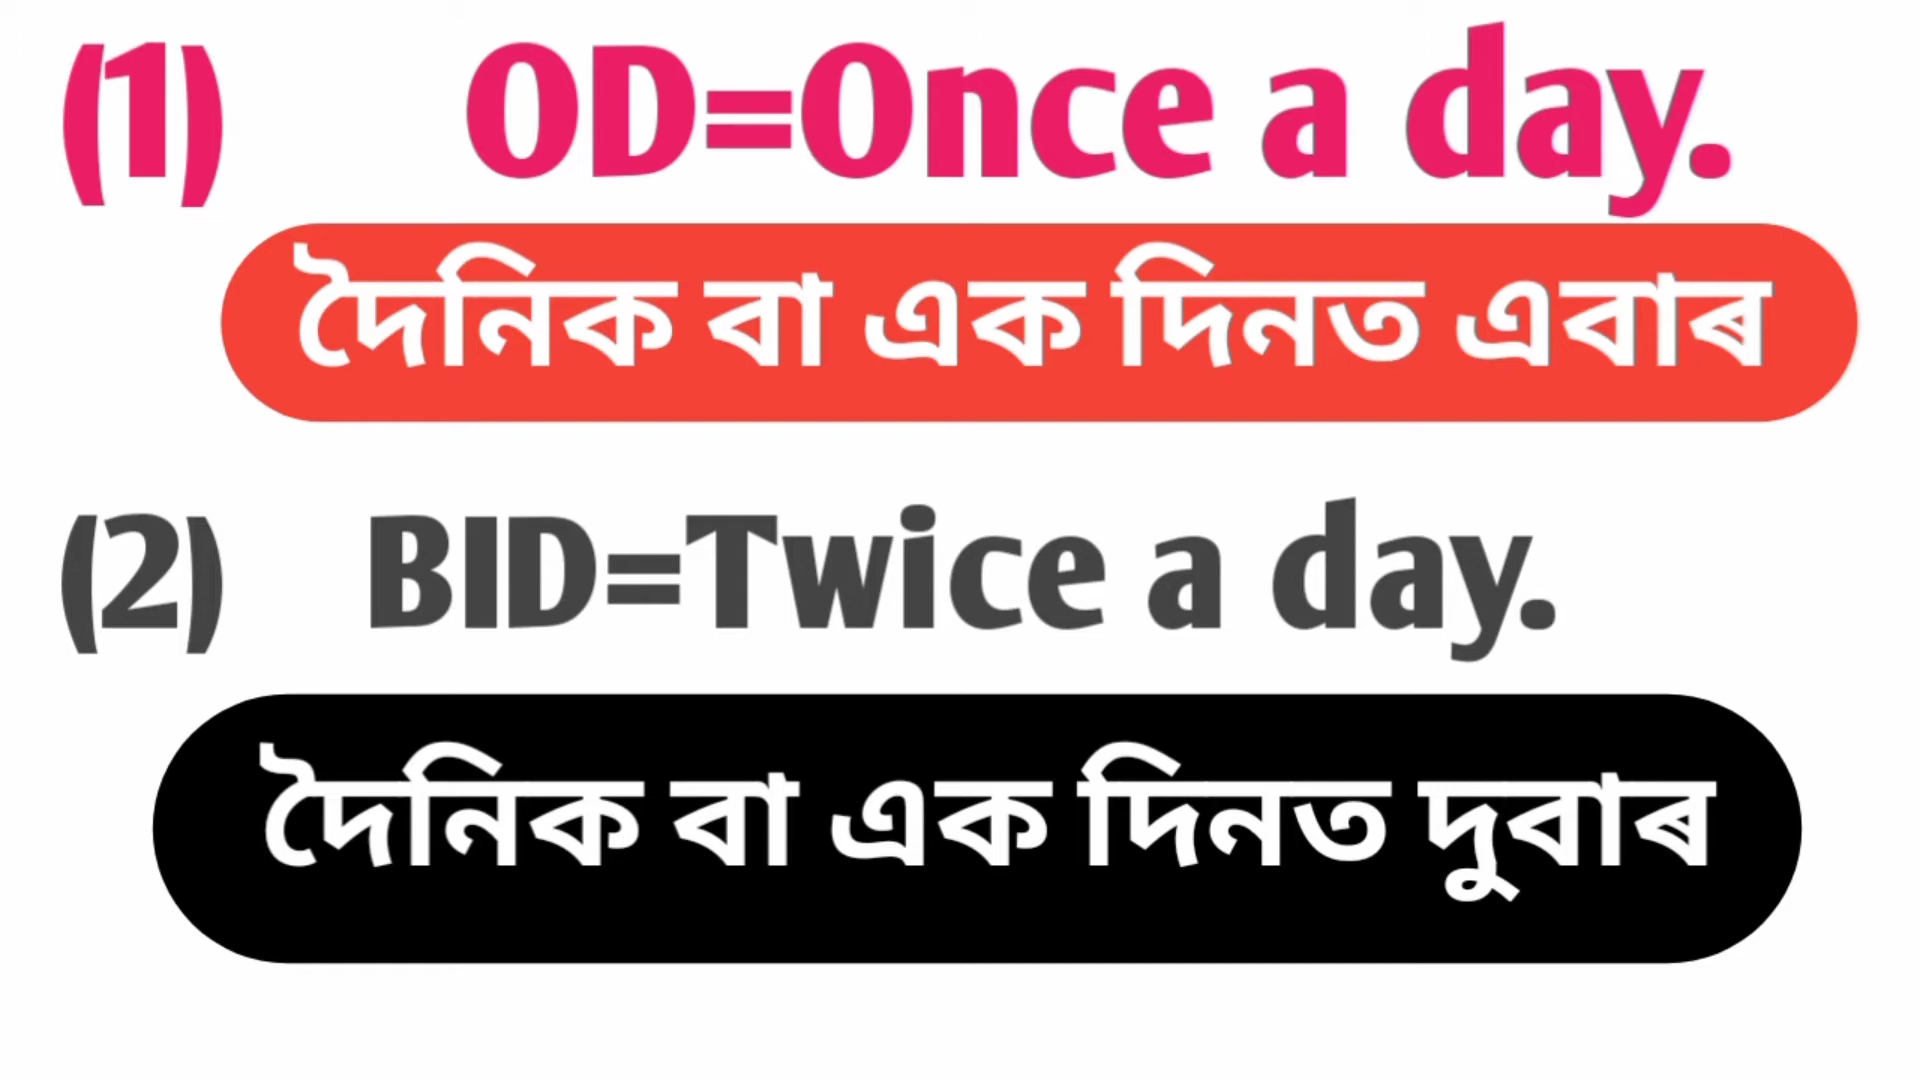 (1) OD=Once a day.
দৈনিক বা এক দিনত এবাৰ
(2) BID=Twice a day.
দৈনিক বা এক দিনত দুবাৰ